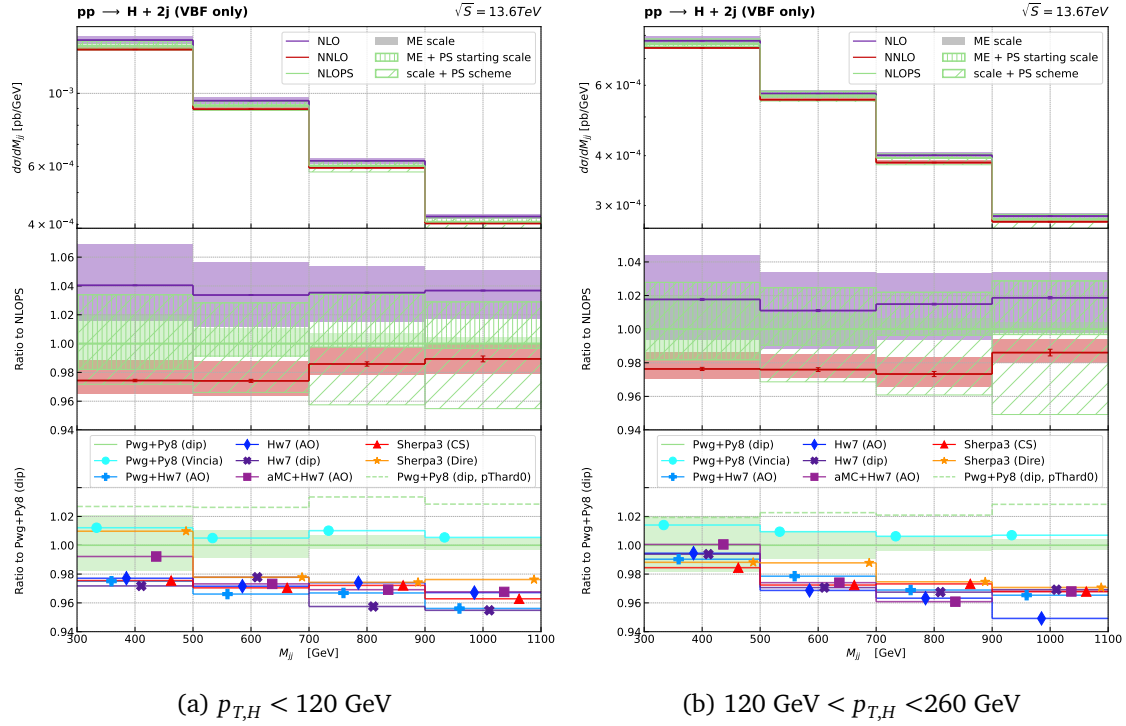 pp → H + 2j (VBF only)
√S = 13.6TeV
NLO
NNLO
NLOPS
ME scale
ME + PS starting scale
scale + PS scheme
dσ/dM_jj [pb/GeV]
10⁻³
6 × 10⁻⁴
4 × 10⁻⁴
Ratio to NLOPS
1.06
1.04
1.02
1.00
0.98
0.96
0.94
Pwg+Py8 (dip)
Pwg+Py8 (Vincia)
Pwg+Hw7 (AO)
Hw7 (AO)
Hw7 (dip)
aMC+Hw7 (AO)
Sherpa3 (CS)
Sherpa3 (Dire)
Pwg+Py8 (dip, pThard0)
Ratio to Pwg+Py8 (dip)
1.04
1.02
1.00
0.98
0.96
0.94
300 400 500 600 700 800 900 1000 1100
M_jj [GeV]
(a) p_T,H < 120 GeV
pp → H + 2j (VBF only)
√S = 13.6TeV
NLO
NNLO
NLOPS
ME scale
ME + PS starting scale
scale + PS scheme
dσ/dM_jj [pb/GeV]
6 × 10⁻⁴
4 × 10⁻⁴
3 × 10⁻⁴
Ratio to NLOPS
1.04
1.02
1.00
0.98
0.96
0.94
Pwg+Py8 (dip)
Pwg+Py8 (Vincia)
Pwg+Hw7 (AO)
Hw7 (AO)
Hw7 (dip)
aMC+Hw7 (AO)
Sherpa3 (CS)
Sherpa3 (Dire)
Pwg+Py8 (dip, pThard0)
Ratio to Pwg+Py8 (dip)
1.04
1.02
1.00
0.98
0.96
0.94
300 400 500 600 700 800 900 1000 1100
M_jj [GeV]
(b) 120 GeV < p_T,H <260 GeV